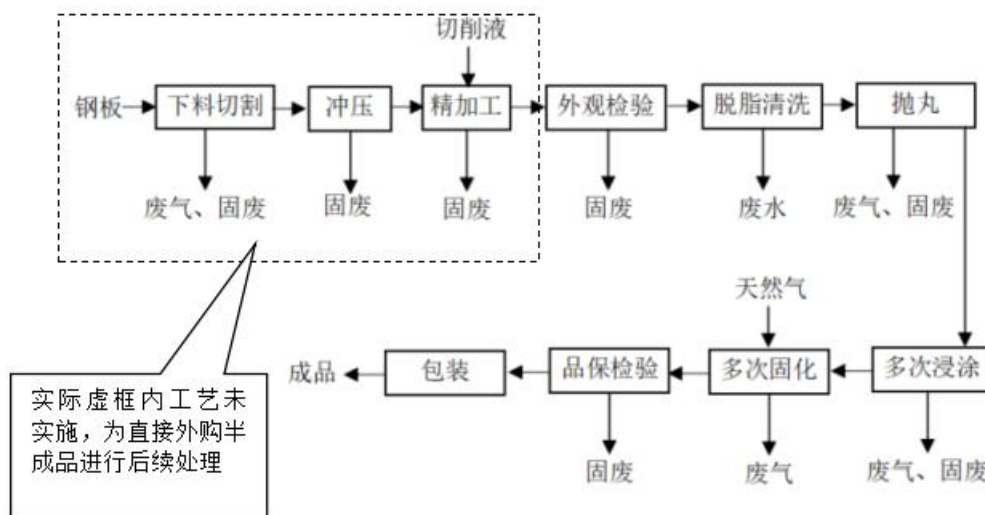 切削液
钢板
下料切割
冲压
精加工
外观检验
脱脂清洗
抛丸
废气、固废
固废
固废
固废
废水
废气、固废
天然气
成品
包装
品保检验
多次固化
多次浸涂
固废
废气
废气、固废
实际虚框内工艺未
实施，为直接外购半
成品进行后续处理